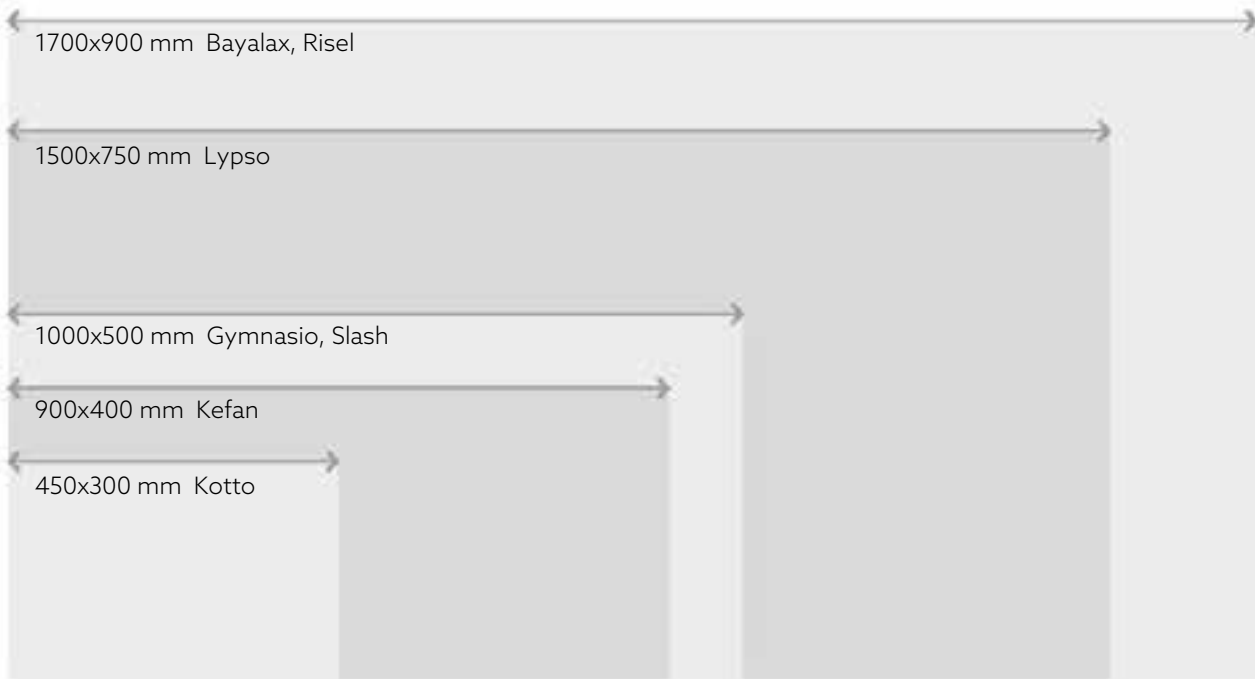 1700x900 mm Bayalax, Risel
1500x750 mm Lypso
1000x500 mm Gymnasio, Slash
900x400 mm Kefan
450x300 mm Kotto